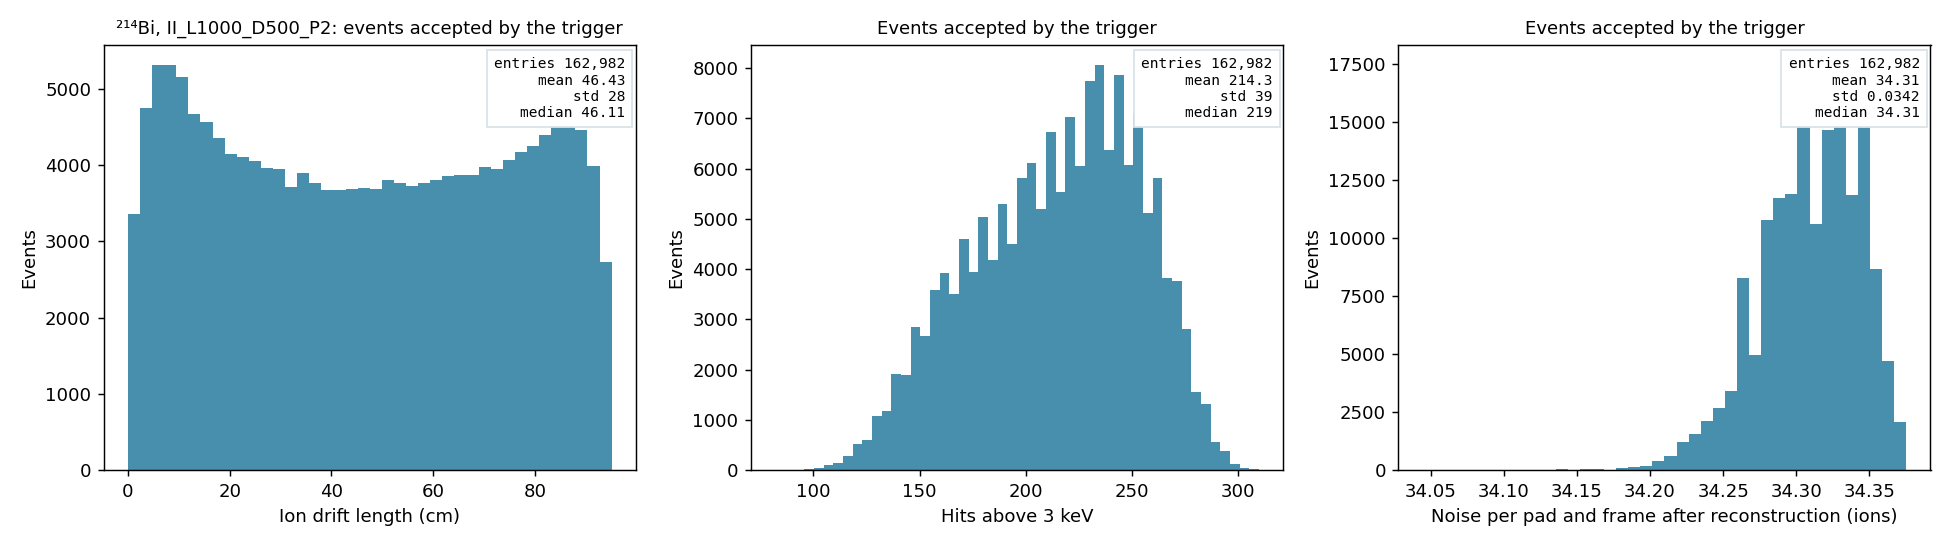 ²¹⁴Bi, II_L1000_D500_P2: events accepted by the trigger
entries 162,982
mean 46.43
std 28
median 46.11
5000
4000
3000
2000
1000
0
Events
0 20 40 60 80
Ion drift length (cm)
Events accepted by the trigger
entries 162,982
mean 214.3
std 39
median 219
8000
7000
6000
5000
4000
3000
2000
1000
0
Events
100 150 200 250 300
Hits above 3 keV
Events accepted by the trigger
entries 162,982
mean 34.31
std 0.0342
median 34.31
17500
15000
12500
10000
7500
5000
2500
0
Events
34.05 34.10 34.15 34.20 34.25 34.30 34.35
Noise per pad and frame after reconstruction (ions)